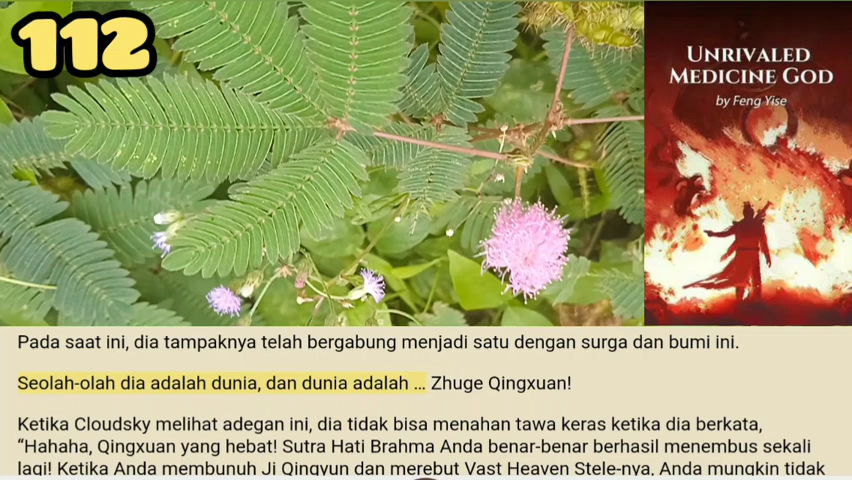 112
UNRIVALED
MEDICINE GOD
by Feng Yise
Pada saat ini, dia tampaknya telah bergabung menjadi satu dengan surga dan bumi ini.
Seolah-olah dia adalah dunia, dan dunia adalah ... Zhuge Qingxuan!
Ketika Cloudsky melihat adegan ini, dia tidak bisa menahan tawa keras ketika dia berkata,
“Hahaha, Qingxuan yang hebat! Sutra Hati Brahma Anda benar-benar berhasil menembus sekali
lagi! Ketika Anda membunuh Ji Qingyun dan merebut Vast Heaven Stele-nya, Anda mungkin tidak